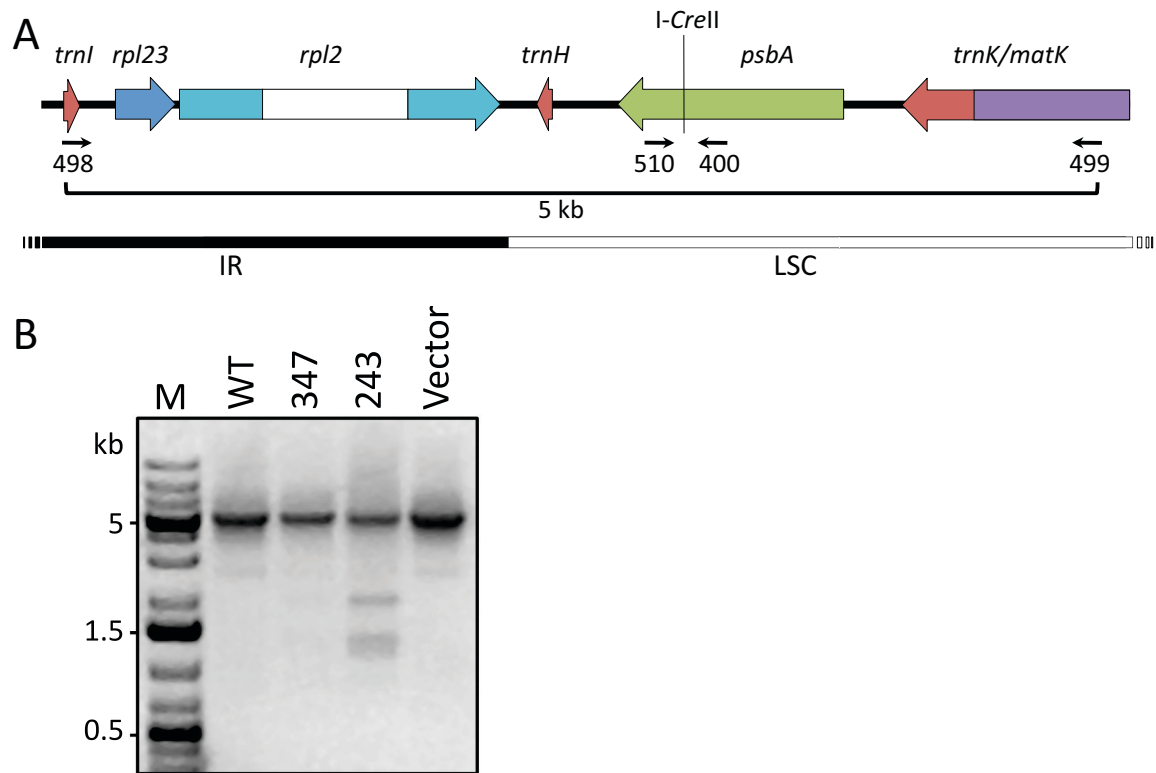 A
I-CreII
trnI rpl23 rpl2 trnH psbA trnK/matK
498 510 400 499
5 kb
IR LSC
B
M WT 347 243 Vector
kb
5
1.5
0.5